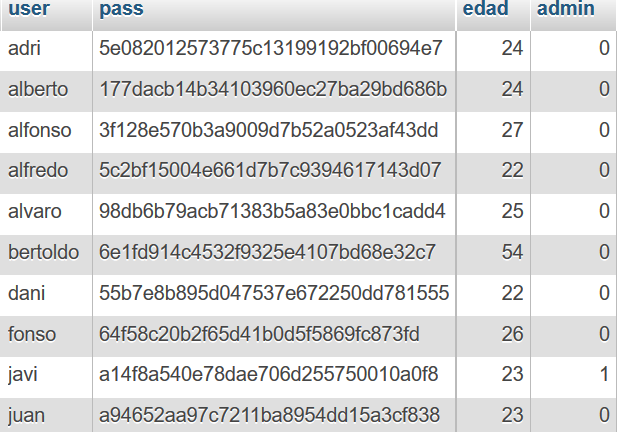 user pass edad admin
adri 5e082012573775c13199192bf00694e7 24 0
alberto 177dacb14b34103960ec27ba29bd686b 24 0
alfonso 3f128e570b3a9009d7b52a0523af43dd 27 0
alfredo 5c2bf15004e661d7b7c9394617143d07 22 0
alvaro 98db6b79acb71383b5a83e0bbc1cadd4 25 0
bertoldo 6e1fd914c4532f9325e4107bd68e32c7 54 0
dani 55b7e8b895d047537e672250dd781555 22 0
fonso 64f58c20b2f65d41b0d5f5869fc873fd 26 0
javi a14f8a540e78dae706d255750010a0f8 23 1
juan a94652aa97c7211ba8954dd15a3cf838 23 0